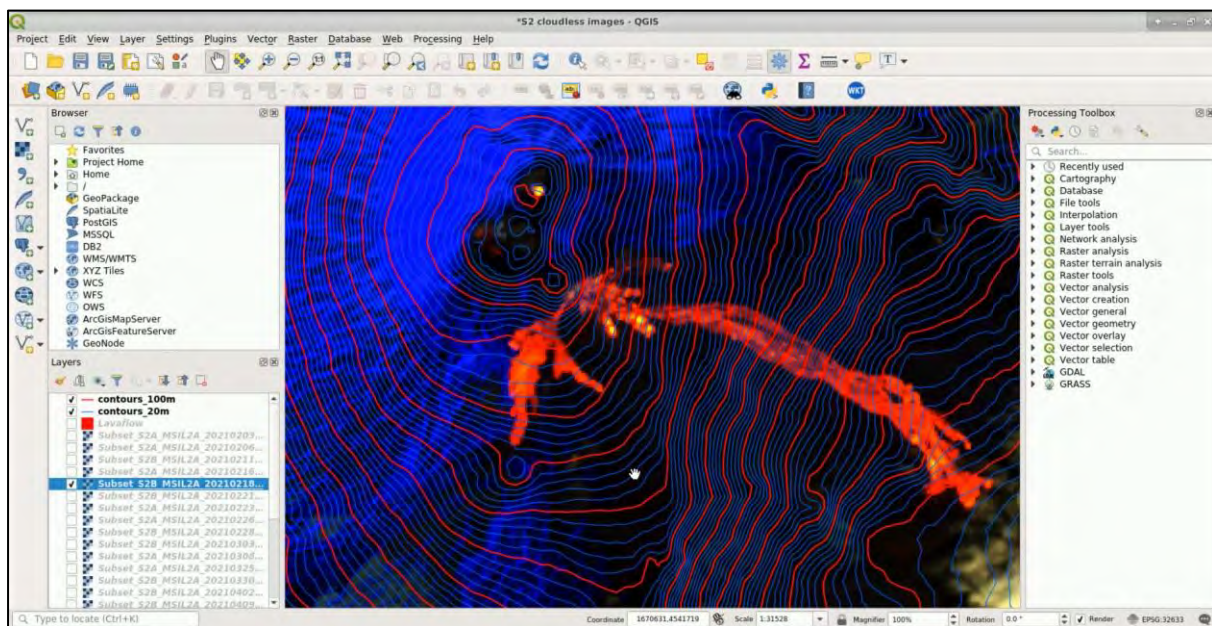 *S2 cloudless images - QGIS
Project Edit View Layer Settings Plugins Vector Raster Database Web Processing Help
WKT
Browser
Favorites
Project Home
Home
/
GeoPackage
SpatiaLite
PostGIS
MSSQL
DB2
WMS/WMTS
XYZ Tiles
WCS
WFS
OWS
ArcGisMapServer
ArcGisFeatureServer
GeoNode
Layers
contours_100m
contours_20m
Lavaflow
Subset_S2A_MSIL2A_20210203...
Subset_S2A_MSIL2A_20210206...
Subset_S2B_MSIL2A_20210211...
Subset_S2A_MSIL2A_20210216...
Subset_S2B_MSIL2A_20210218...
Subset_S2B_MSIL2A_20210221...
Subset_S2A_MSIL2A_20210223...
Subset_S2A_MSIL2A_20210226...
Subset_S2B_MSIL2A_20210228...
Subset_S2B_MSIL2A_20210303...
Subset_S2A_MSIL2A_20210308...
Subset_S2A_MSIL2A_20210325...
Subset_S2B_MSIL2A_20210330...
Subset_S2B_MSIL2A_20210402...
Subset_S2B_MSIL2A_20210409...
Processing Toolbox
Search...
Recently used
Cartography
Database
File tools
Interpolation
Layer tools
Network analysis
Raster analysis
Raster terrain analysis
Raster tools
Vector analysis
Vector creation
Vector general
Vector geometry
Vector overlay
Vector selection
Vector table
GDAL
GRASS
Type to locate (Ctrl+K) Coordinate 1670631,4541719 Scale 1:31528 Magnifier 100% Rotation 0.0 ° Render EPSG:32633